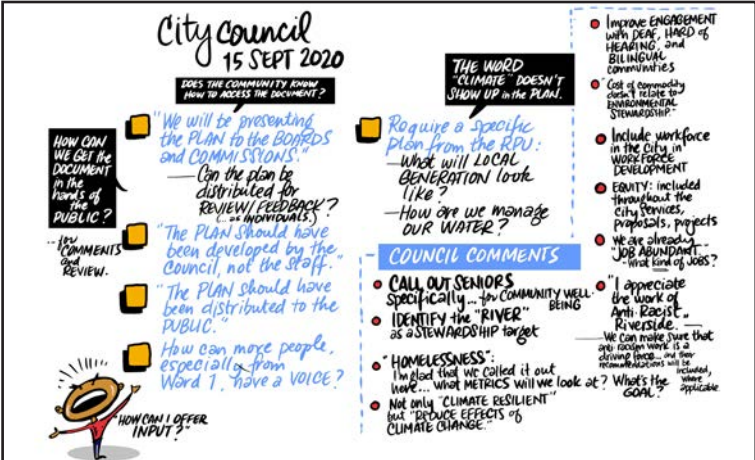 City Council
15 SEPT 2020
DOES THE COMMUNITY KNOW
HOW TO ACCESS THE DOCUMENT?
HOW CAN
WE GET the
DOCUMENT
in the
hands of
the
PUBLIC?
...for
COMMENTS
and
REVIEW.
"We will be presenting
the PLAN to the BOARDS
and COMMISSIONS."
— Can the plan be
distributed for
REVIEW/FEEDBACK?
(... as INDIVIDUALS.)
"The PLAN should have
been developed by the
Council, not the staff."
"The PLAN should have
been distributed to the
PUBLIC."
How can more people,
especially from
Ward 1, have a VOICE?
"HOW CAN I OFFER
INPUT?"
THE WORD
"CLIMATE" DOESN'T
SHOW UP in the PLAN.
Require a specific
plan from the RPU:
— What will LOCAL
GENERATION look
like?
— How are we manage
OUR WATER?
COUNCIL COMMENTS
CALL OUT SENIORS
specifically... for COMMUNITY WELL-
BEING
IDENTIFY the "RIVER"
as a STEWARDSHIP target
"HOMELESSNESS":
I'm glad that we called it out
here... what METRICS will we look at? What's the
GOAL?
Not only "CLIMATE RESILIENT"
but "REDUCE EFFECTS of
CLIMATE CHANGE."
Improve ENGAGEMENT
with DEAF, HARD of
HEARING, and
BILINGUAL
communities
"Cost of commodity
doesn't relate to
ENVIRONMENTAL
STEWARDSHIP."
Include workforce
in the City in
WORKFORCE
DEVELOPMENT
EQUITY: included
throughout the
City Services,
proposals, projects
We are already
"JOB ABUNDANT."
— What kind of JOBS?
"I appreciate
the work of
Anti-Racist
Riverside. —
— We can make sure that
anti racism work is a
driving force... and their
recommendations will be
included,
where
applicable